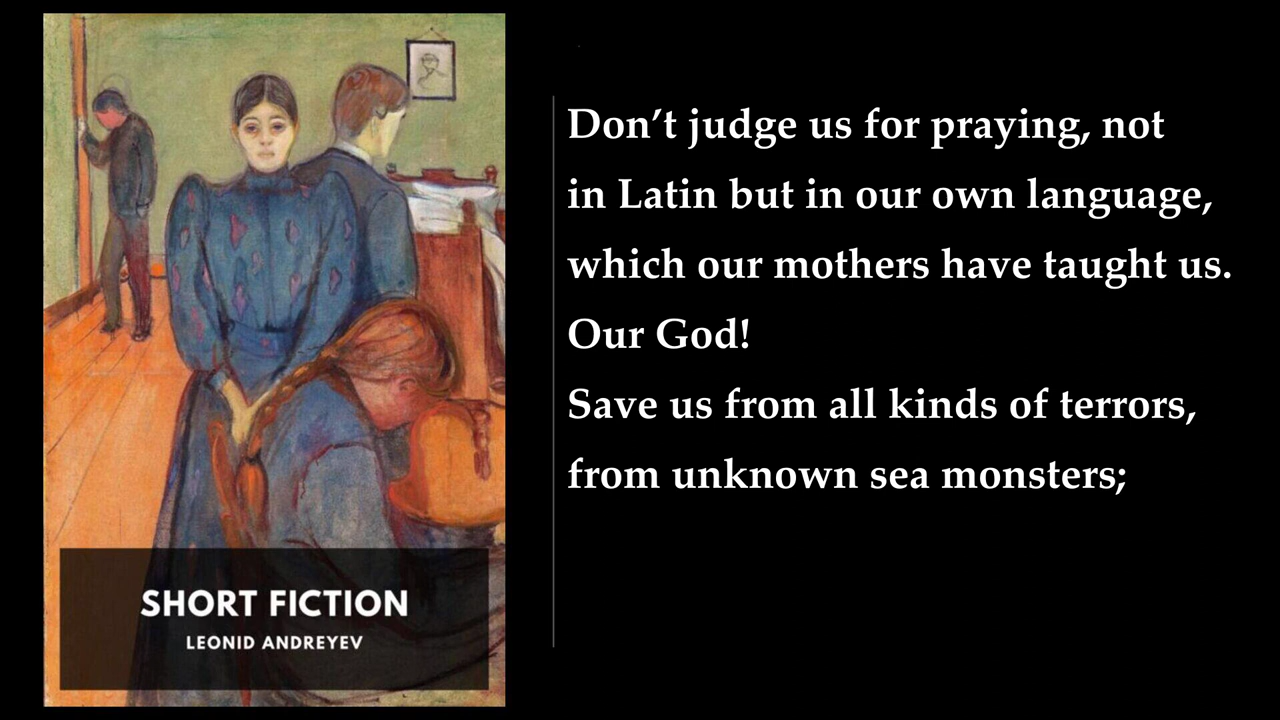 Don’t judge us for praying, not
in Latin but in our own language,
which our mothers have taught us.
Our God!
Save us from all kinds of terrors,
from unknown sea monsters;
SHORT FICTION
LEONID ANDREYEV